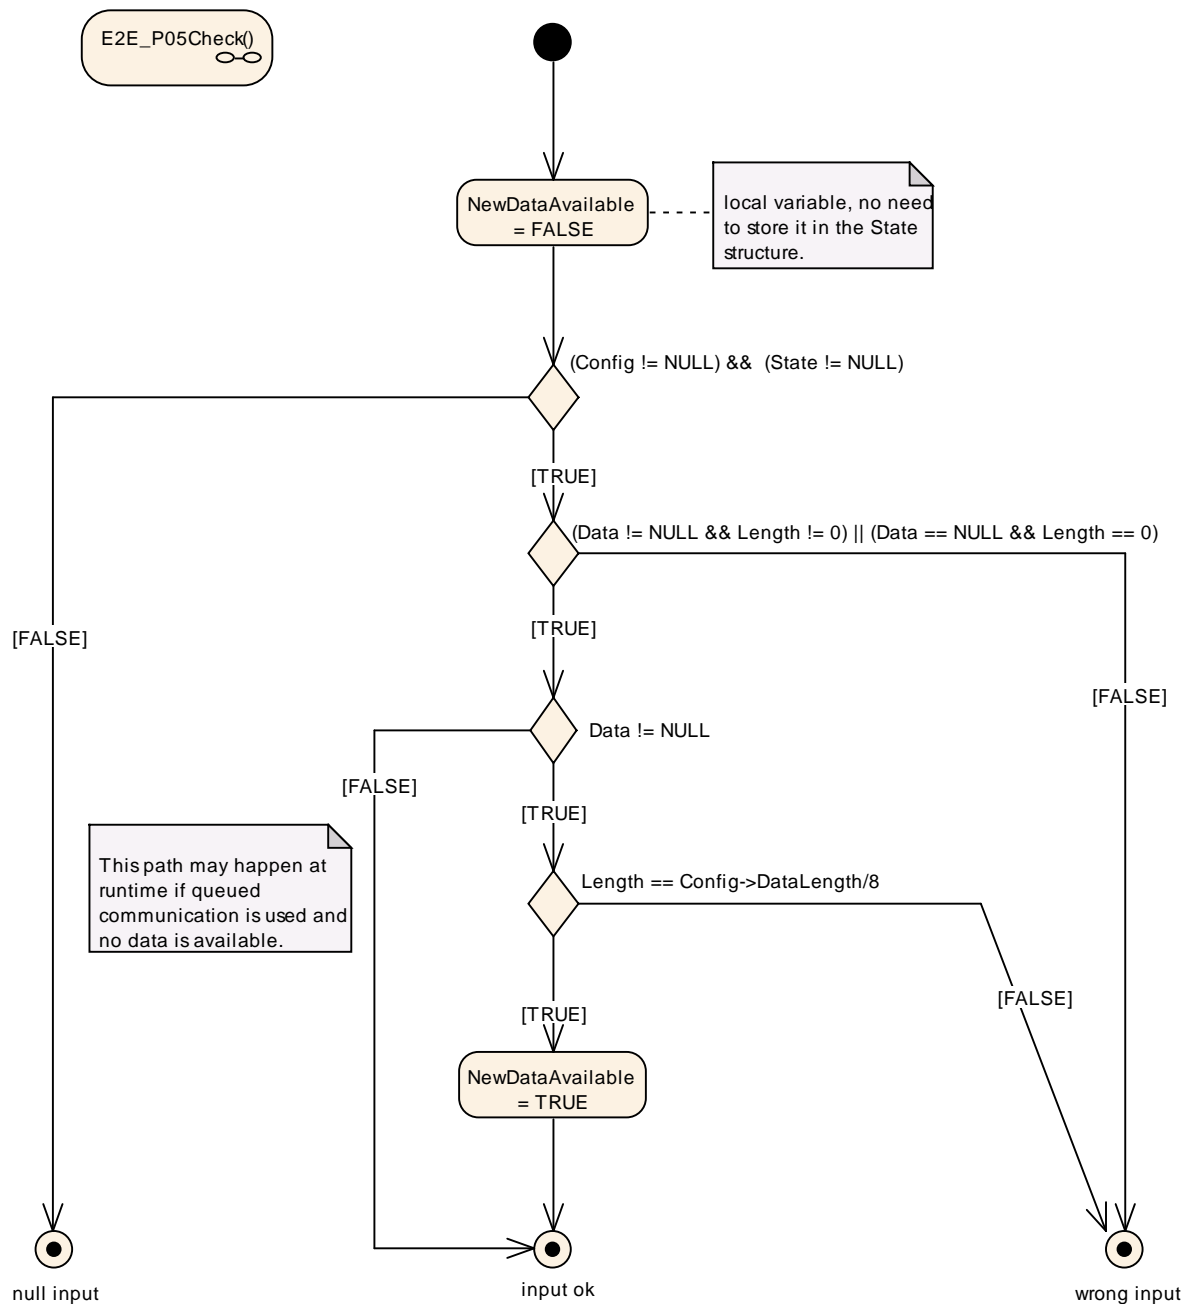 E2E_P05Check()
NewDataAvailable
= FALSE
local variable, no need
to store it in the State
structure.
(Config != NULL) && (State != NULL)
[TRUE]
(Data != NULL && Length != 0) || (Data == NULL && Length == 0)
[TRUE]
[FALSE]
[FALSE]
Data != NULL
[FALSE]
[TRUE]
This path may happen at
runtime if queued
communication is used and
no data is available.
Length == Config->DataLength/8
[FALSE]
[TRUE]
NewDataAvailable
= TRUE
null input
input ok
wrong input